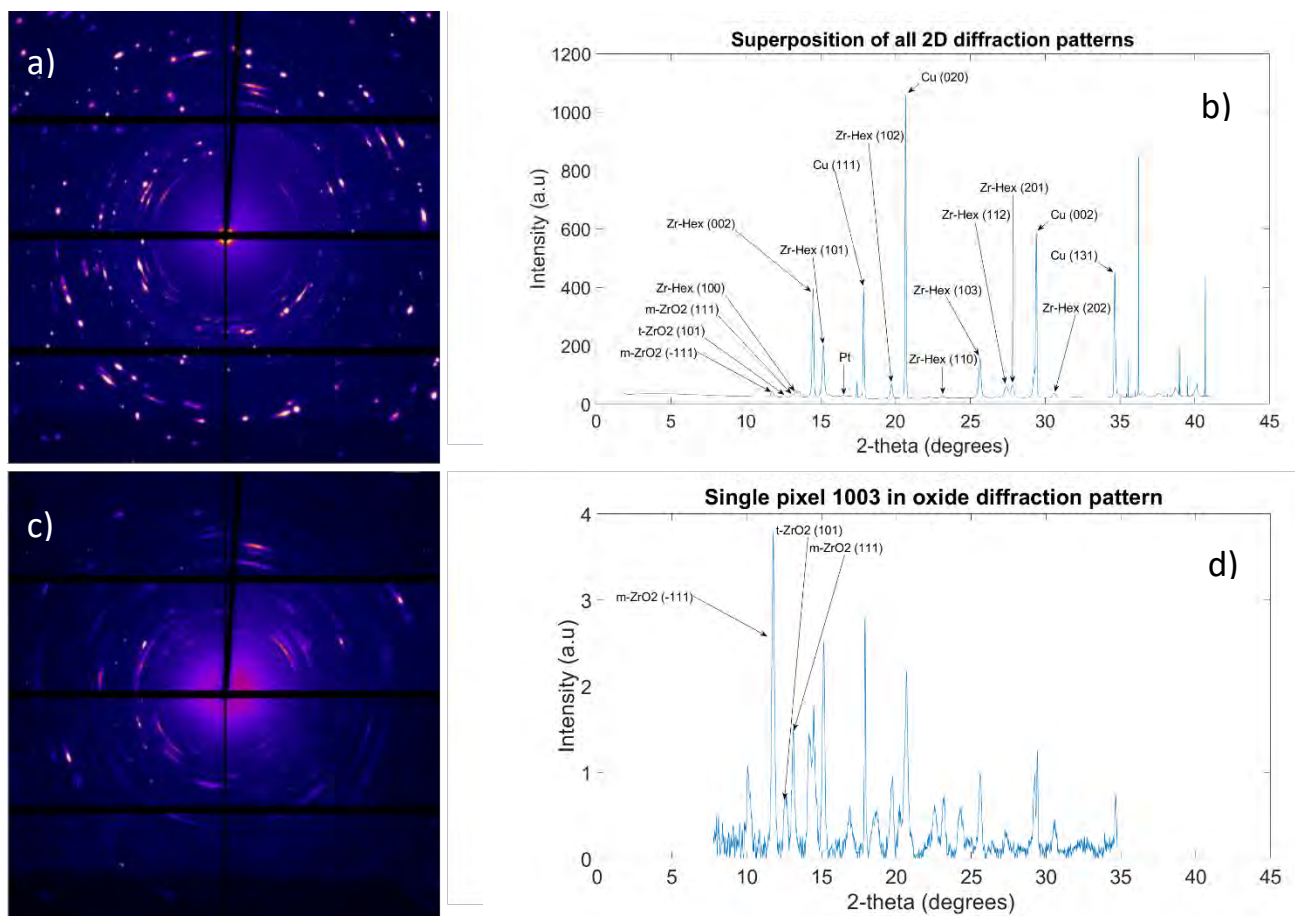 a)
Superposition of all 2D diffraction patterns
b)
Intensity (a.u)
1200
1000
800
600
400
200
0
Cu (020)
Zr-Hex (102)
Cu (111)
Zr-Hex (201)
Zr-Hex (112)
Cu (002)
Zr-Hex (002)
Zr-Hex (101)
Cu (131)
Zr-Hex (103)
Zr-Hex (100)
m-ZrO2 (111)
Zr-Hex (202)
t-ZrO2 (101)
m-ZrO2 (-111)
Pt
Zr-Hex (110)
0 5 10 15 20 25 30 35 40 45
2-theta (degrees)
c)
Single pixel 1003 in oxide diffraction pattern
d)
Intensity (a.u)
4
3
2
1
0
t-ZrO2 (101)
m-ZrO2 (111)
m-ZrO2 (-111)
0 5 10 15 20 25 30 35 40 45
2-theta (degrees)